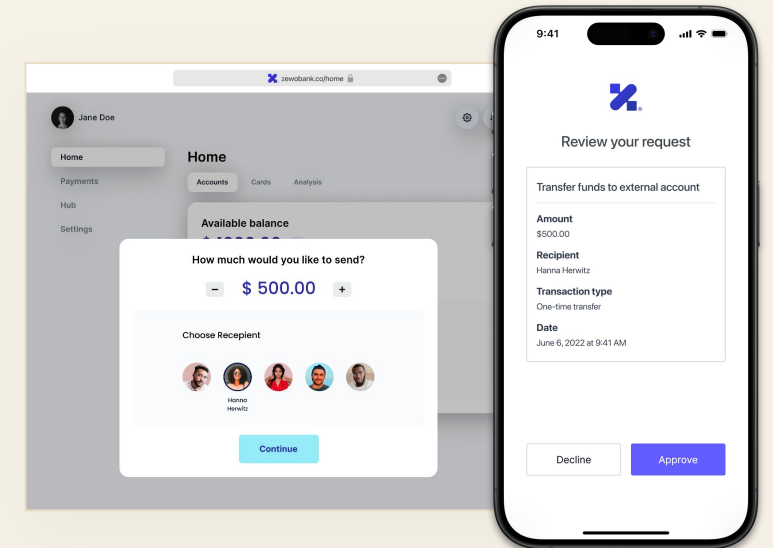 zewobank.co/home
Jane Doe
Home
Payments
Hub
Settings
Home
Accounts Cards Analysis
Available balance
How much would you like to send?
− $ 500.00 +
Choose Recepient
Hanna
Herwitz
Continue
9:41
Review your request
Transfer funds to external account
Amount
$500.00
Recipient
Hanna Herwitz
Transaction type
One-time transfer
Date
June 6, 2022 at 9:41 AM
Decline Approve